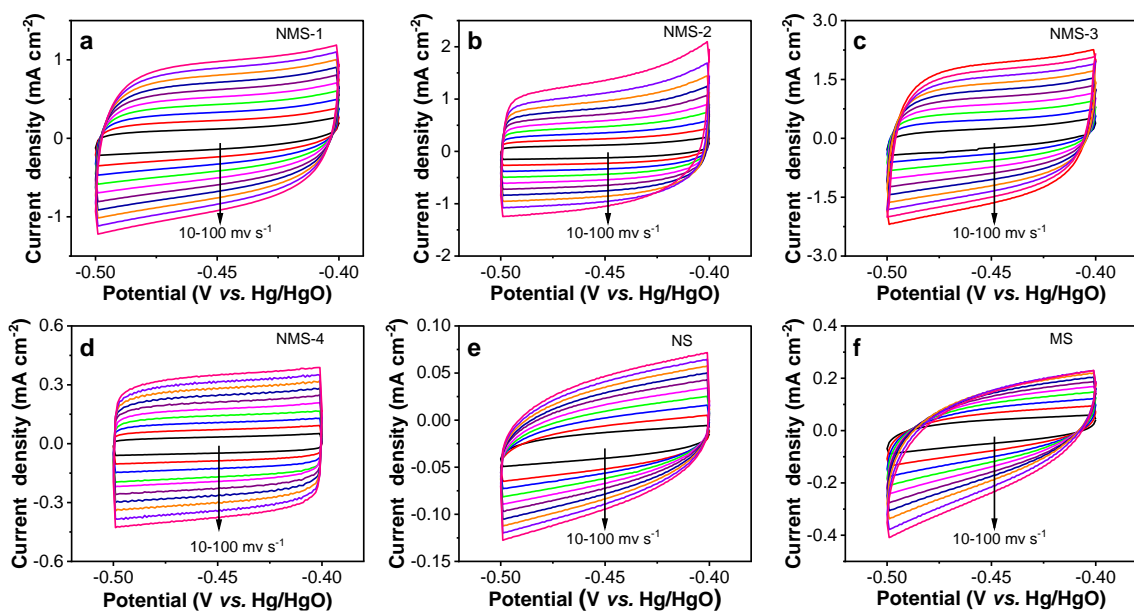 a
NMS-1
Current density (mA cm⁻²)
1
0
-1
10-100 mv s⁻¹
-0.50
-0.45
-0.40
Potential (V vs. Hg/HgO)
b
NMS-2
Current density (mA cm⁻²)
2
1
0
-1
-2
10-100 mv s⁻¹
-0.50
-0.45
-0.40
Potential (V vs. Hg/HgO)
c
NMS-3
Current density (mA cm⁻²)
3.0
1.5
0.0
-1.5
-3.0
10-100 mv s⁻¹
-0.50
-0.45
-0.40
Potential (V vs. Hg/HgO)
d
NMS-4
Current density (mA cm⁻²)
0.6
0.3
0.0
-0.3
-0.6
10-100 mv s⁻¹
-0.50
-0.45
-0.40
Potential (V vs. Hg/HgO)
e
NS
Current density (mA cm⁻²)
0.10
0.05
0.00
-0.05
-0.10
-0.15
10-100 mv s⁻¹
-0.50
-0.45
-0.40
Potential (V vs. Hg/HgO)
f
MS
Current density (mA cm⁻²)
0.4
0.2
0.0
-0.2
-0.4
10-100 mv s⁻¹
-0.50
-0.45
-0.40
Potential (V vs. Hg/HgO)